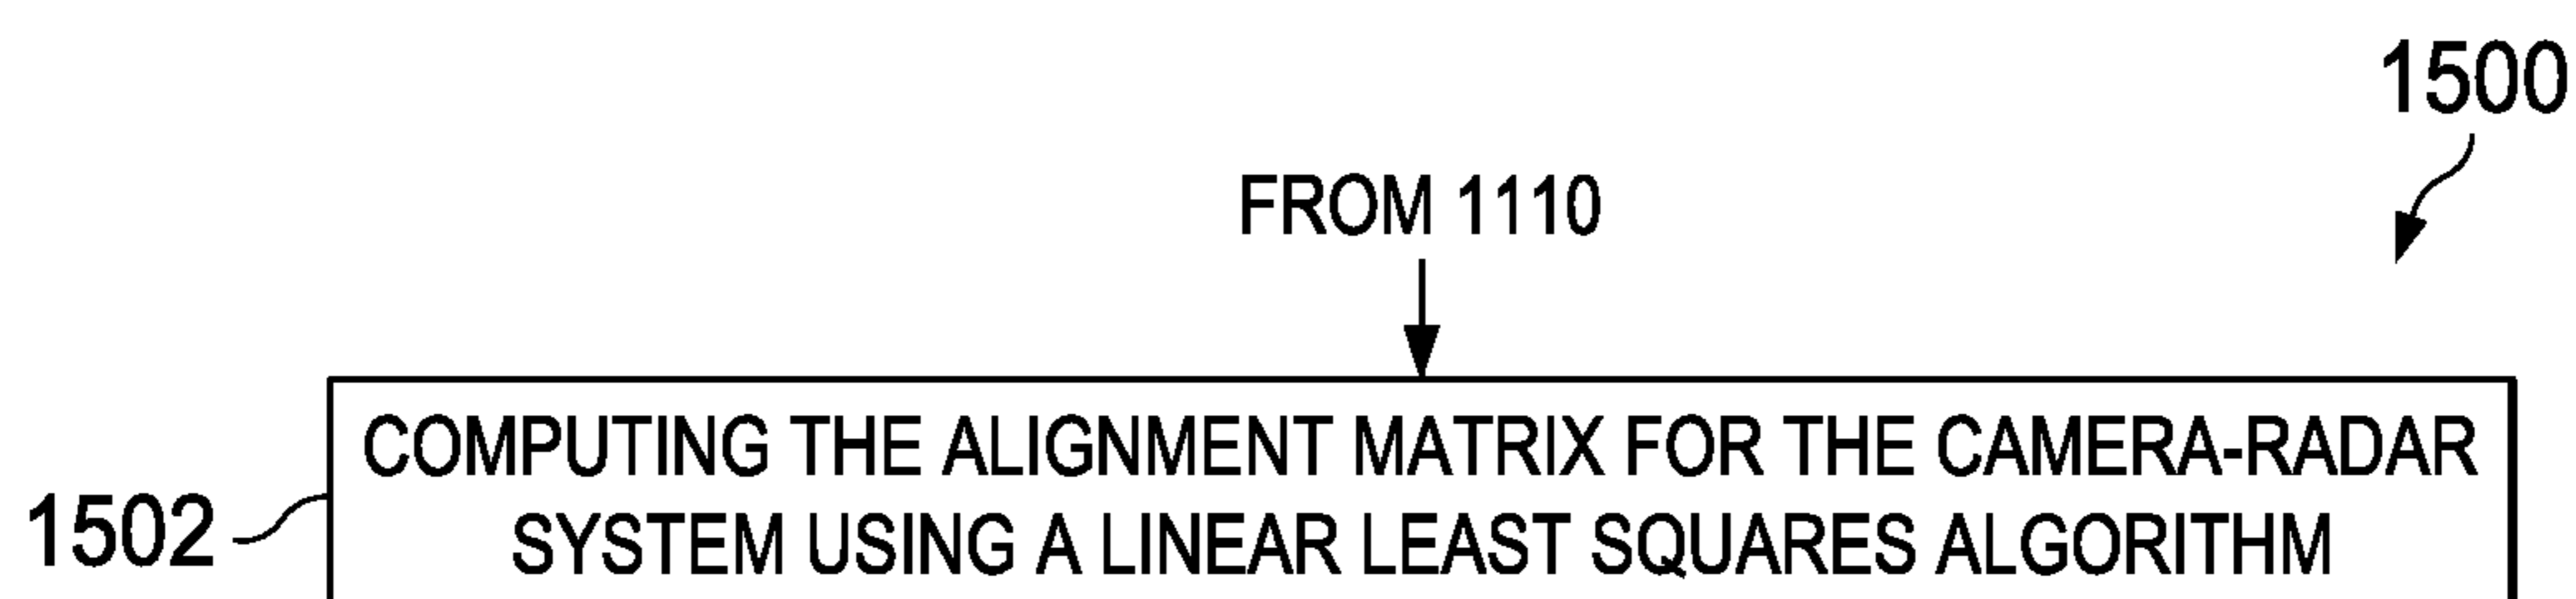 1500
FROM 1110
COMPUTING THE ALIGNMENT MATRIX FOR THE CAMERA-RADAR
1502
SYSTEM USING A LINEAR LEAST SQUARES ALGORITHM